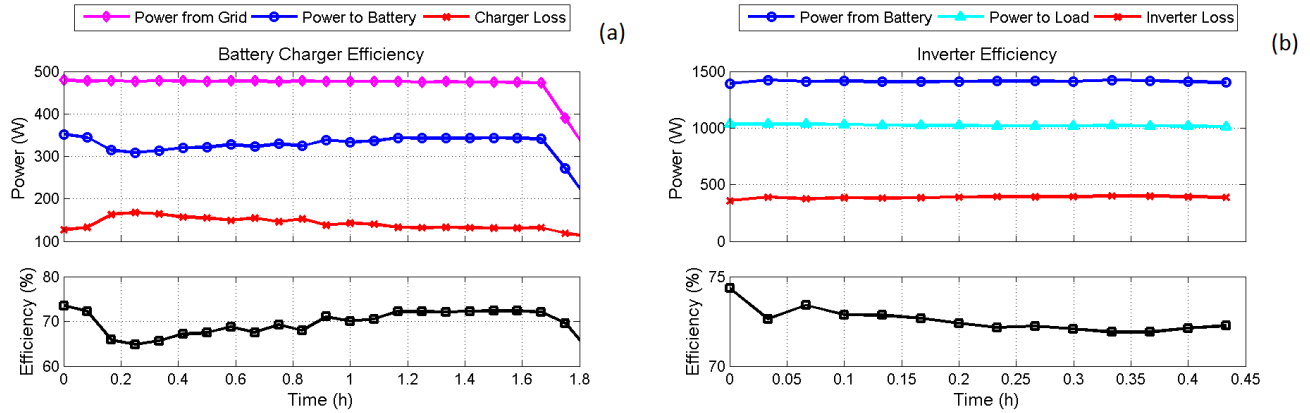 Power from Grid Power to Battery Charger Loss
(a)
Battery Charger Efficiency
500
400
300
200
100
Power (W)
80
70
60
Efficiency (%)
0 0.2 0.4 0.6 0.8 1 1.2 1.4 1.6 1.8
Time (h)
Power from Battery Power to Load Inverter Loss
(b)
Inverter Efficiency
1500
1000
500
0
Power (W)
75
70
Efficiency (%)
0 0.05 0.1 0.15 0.2 0.25 0.3 0.35 0.4 0.45
Time (h)